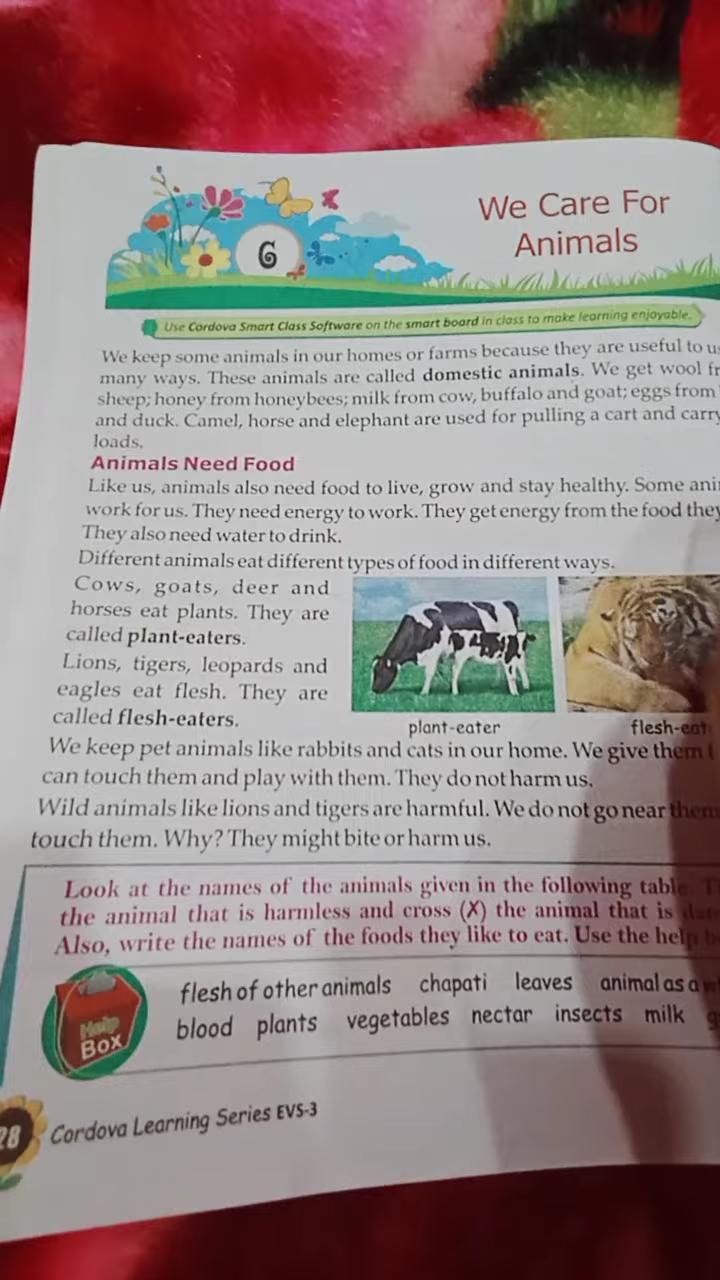 6
We Care For
Animals
Use Cordova Smart Class Software on the smart board in class to make learning enjoyable.
We keep some animals in our homes or farms because they are useful to
many ways. These animals are called domestic animals. We get wool
sheep; honey from honeybees; milk from cow, buffalo and goat; eggs from
and duck. Camel, horse and elephant are used for pulling a cart and
loads.
Animals Need Food
Like us, animals also need food to live, grow and stay healthy. Some
work for us. They need energy to work. They get energy from the food they
They also need water to drink.
Different animals eat different types of food in different ways.
Cows, goats, deer and
horses eat plants. They are
called plant-eaters.
Lions, tigers, leopards and
eagles eat flesh. They are
called flesh-eaters.
plant-eater
We keep pet animals like rabbits and cats in our home. We give them
can touch them and play with them. They do not harm us.
Wild animals like lions and tigers are harmful. We do not go near them
touch them. Why? They might bite or harm us.
Look at the names of the animals given in the following table.
the animal that is harmless and cross (✗) the animal that is
Also, write the names of the foods they like to eat. Use the help
Help
Box
flesh of other animals chapati leaves animal as a
blood plants vegetables nectar insects milk
28
Cordova Learning Series EVS-3